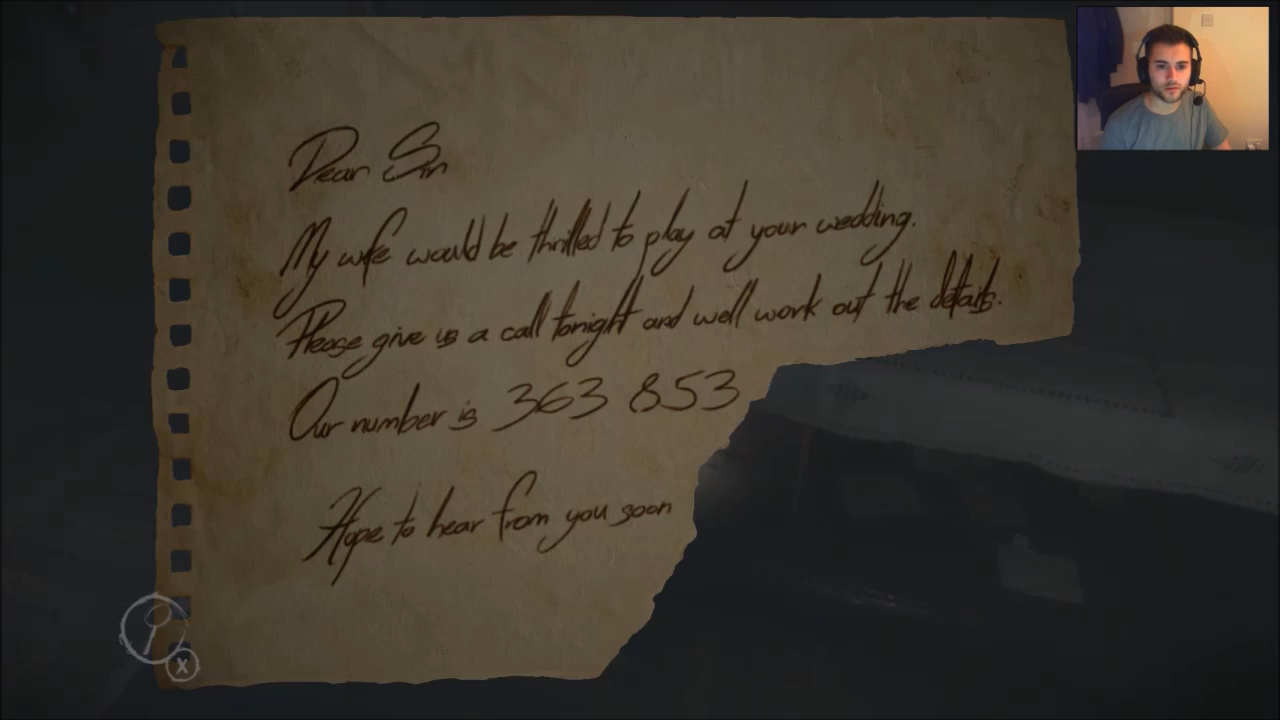 Dear Sir
My wife would be thrilled to play at your wedding.
Please give us a call tonight and well work out the details.
Our number is 363 853
Hope to hear from you soon
X